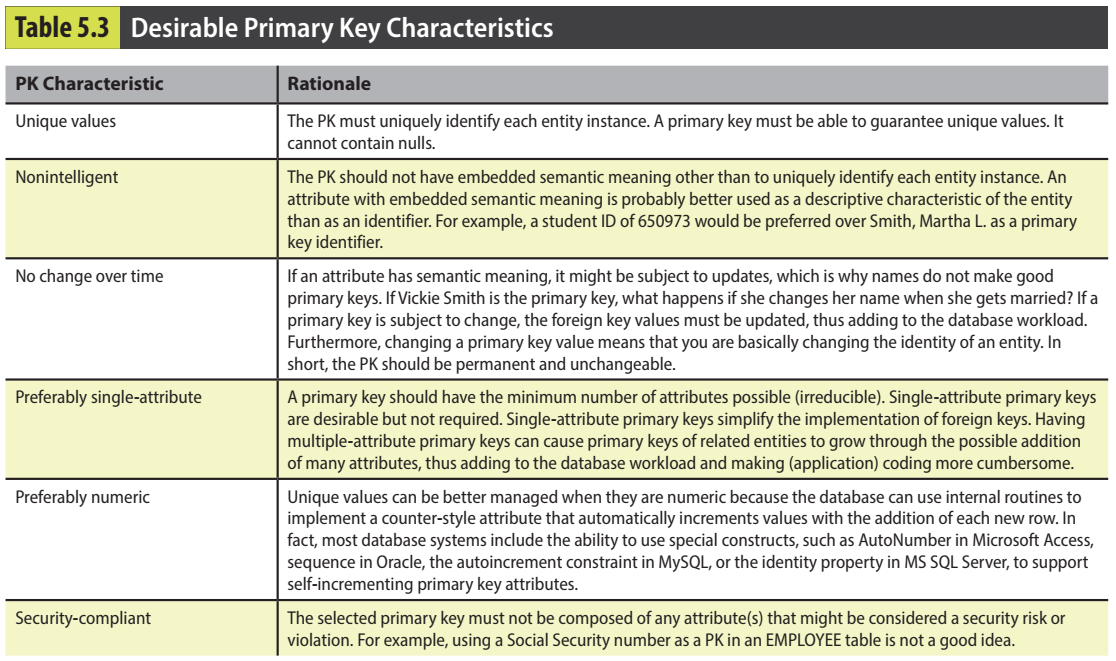 Table 5.3 Desirable Primary Key Characteristics
PK Characteristic Rationale
Unique values The PK must uniquely identify each entity instance. A primary key must be able to guarantee unique values. It
cannot contain nulls.
Nonintelligent The PK should not have embedded semantic meaning other than to uniquely identify each entity instance. An
attribute with embedded semantic meaning is probably better used as a descriptive characteristic of the entity
than as an identifier. For example, a student ID of 650973 would be preferred over Smith, Martha L. as a primary
key identifier.
No change over time If an attribute has semantic meaning, it might be subject to updates, which is why names do not make good
primary keys. If Vickie Smith is the primary key, what happens if she changes her name when she gets married? If a
primary key is subject to change, the foreign key values must be updated, thus adding to the database workload.
Furthermore, changing a primary key value means that you are basically changing the identity of an entity. In
short, the PK should be permanent and unchangeable.
Preferably single-attribute A primary key should have the minimum number of attributes possible (irreducible). Single-attribute primary keys
are desirable but not required. Single-attribute primary keys simplify the implementation of foreign keys. Having
multiple-attribute primary keys can cause primary keys of related entities to grow through the possible addition
of many attributes, thus adding to the database workload and making (application) coding more cumbersome.
Preferably numeric Unique values can be better managed when they are numeric because the database can use internal routines to
implement a counter-style attribute that automatically increments values with the addition of each new row. In
fact, most database systems include the ability to use special constructs, such as AutoNumber in Microsoft Access,
sequence in Oracle, the autoincrement constraint in MySQL, or the identity property in MS SQL Server, to support
self-incrementing primary key attributes.
Security-compliant The selected primary key must not be composed of any attribute(s) that might be considered a security risk or
violation. For example, using a Social Security number as a PK in an EMPLOYEE table is not a good idea.